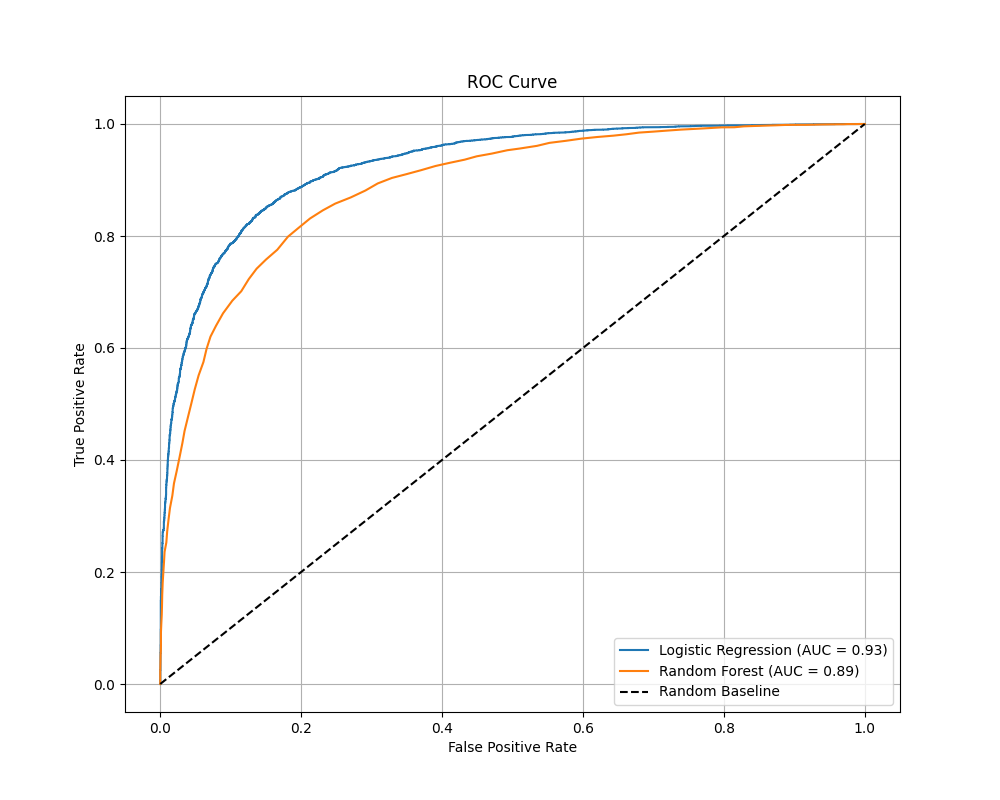 ROC Curve
1.0
0.8
0.6
0.4
0.2
0.0
True Positive Rate
0.0 0.2 0.4 0.6 0.8 1.0
False Positive Rate
Logistic Regression (AUC = 0.93)
Random Forest (AUC = 0.89)
Random Baseline